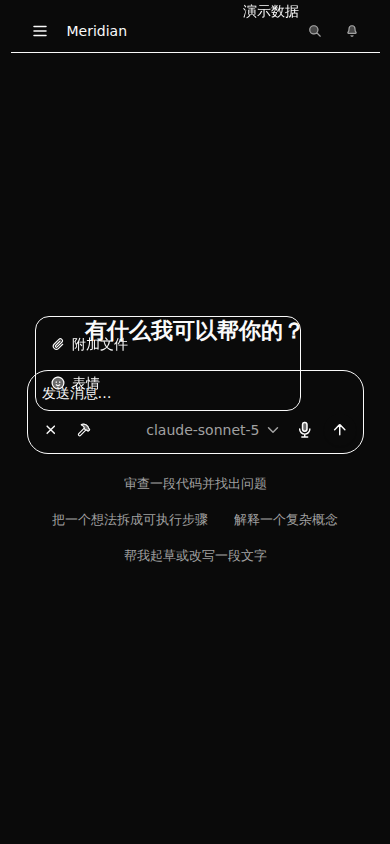 演示数据
Meridian
有什么我可以帮你的？
附加文件
表情
发送消息...
claude-sonnet-5
审查一段代码并找出问题
把一个想法拆成可执行步骤
解释一个复杂概念
帮我起草或改写一段文字